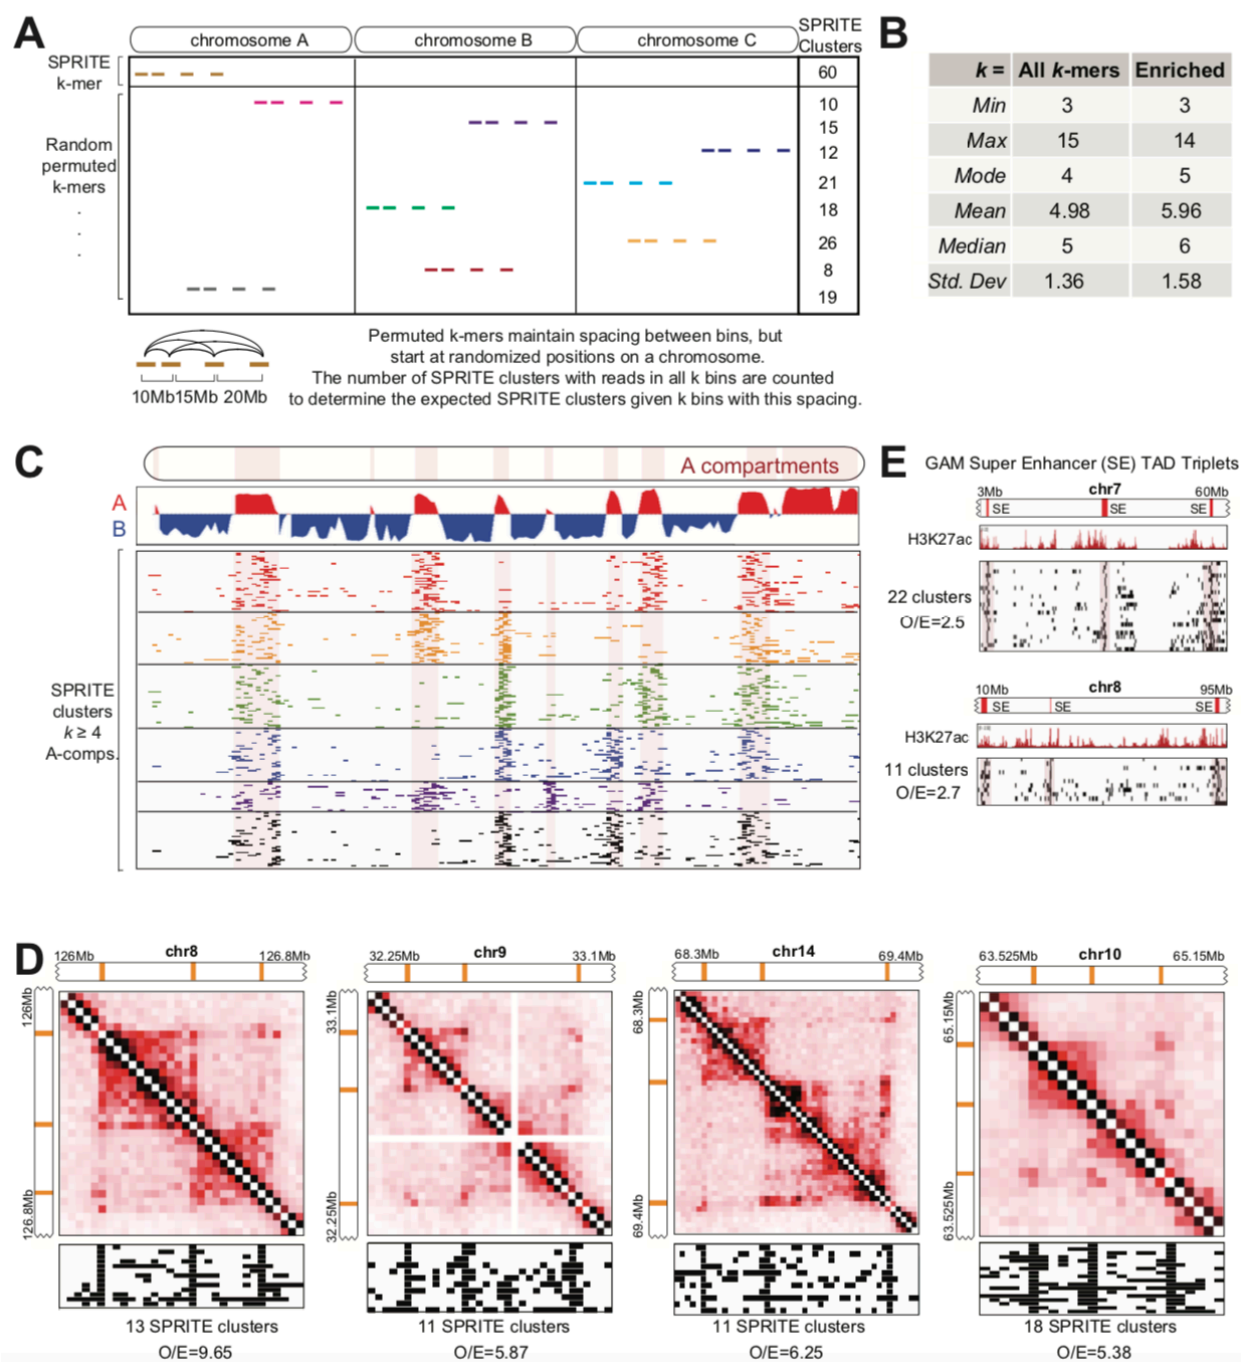 A
chromosome A
chromosome B
chromosome C
SPRITE
Clusters
SPRITE
k-mer
60
Random
permuted
k-mers
.
.
.
10
15
12
21
18
26
8
19
10Mb 15Mb 20Mb
Permuted k-mers maintain spacing between bins, but
start at randomized positions on a chromosome.
The number of SPRITE clusters with reads in all k bins are counted
to determine the expected SPRITE clusters given k bins with this spacing.
B
k = All k-mers Enriched
Min 3 3
Max 15 14
Mode 4 5
Mean 4.98 5.96
Median 5 6
Std. Dev 1.36 1.58
C
A compartments
A
B
SPRITE
clusters
k ≥ 4
A-comps.
E
GAM Super Enhancer (SE) TAD Triplets
3Mb chr7 60Mb
SE SE SE
H3K27ac
22 clusters
O/E=2.5
10Mb chr8 95Mb
SE SE SE
H3K27ac
11 clusters
O/E=2.7
D
126Mb chr8 126.8Mb
126Mb
126.8Mb
13 SPRITE clusters
O/E=9.65
32.25Mb chr9 33.1Mb
33.1Mb
32.25Mb
11 SPRITE clusters
O/E=5.87
68.3Mb chr14 69.4Mb
68.3Mb
69.4Mb
11 SPRITE clusters
O/E=6.25
63.525Mb chr10 65.15Mb
65.15Mb
63.525Mb
18 SPRITE clusters
O/E=5.38